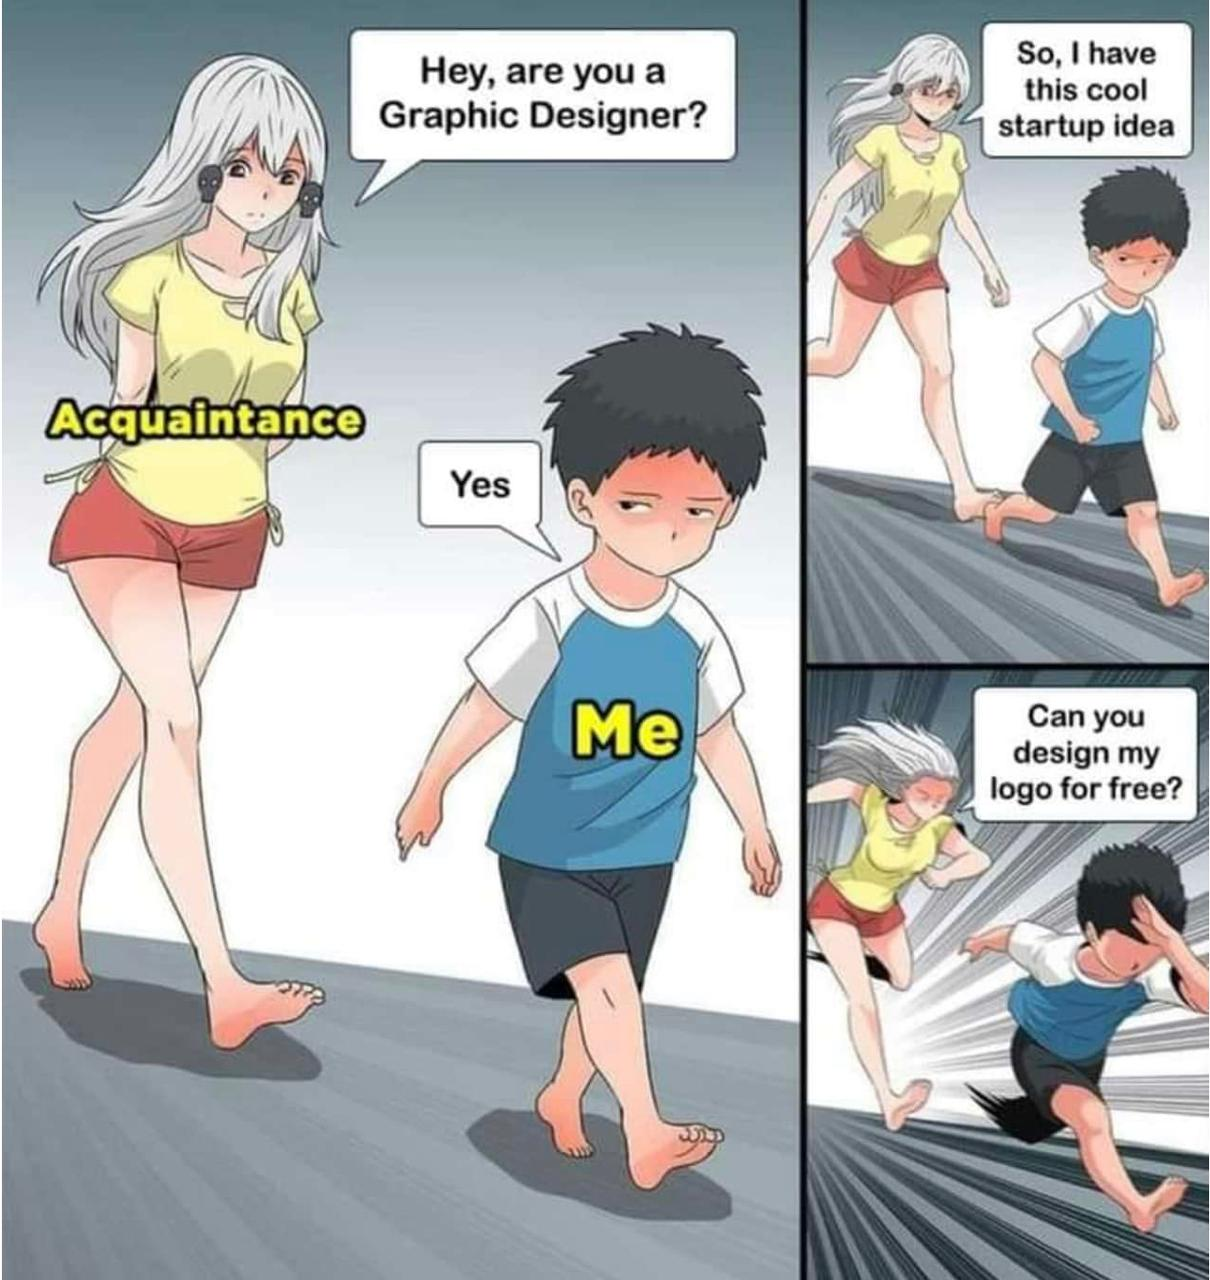 Hey, are you a
Graphic Designer?
Acquaintance
Yes
Me
So, I have
this cool
startup idea
Can you
design my
logo for free?